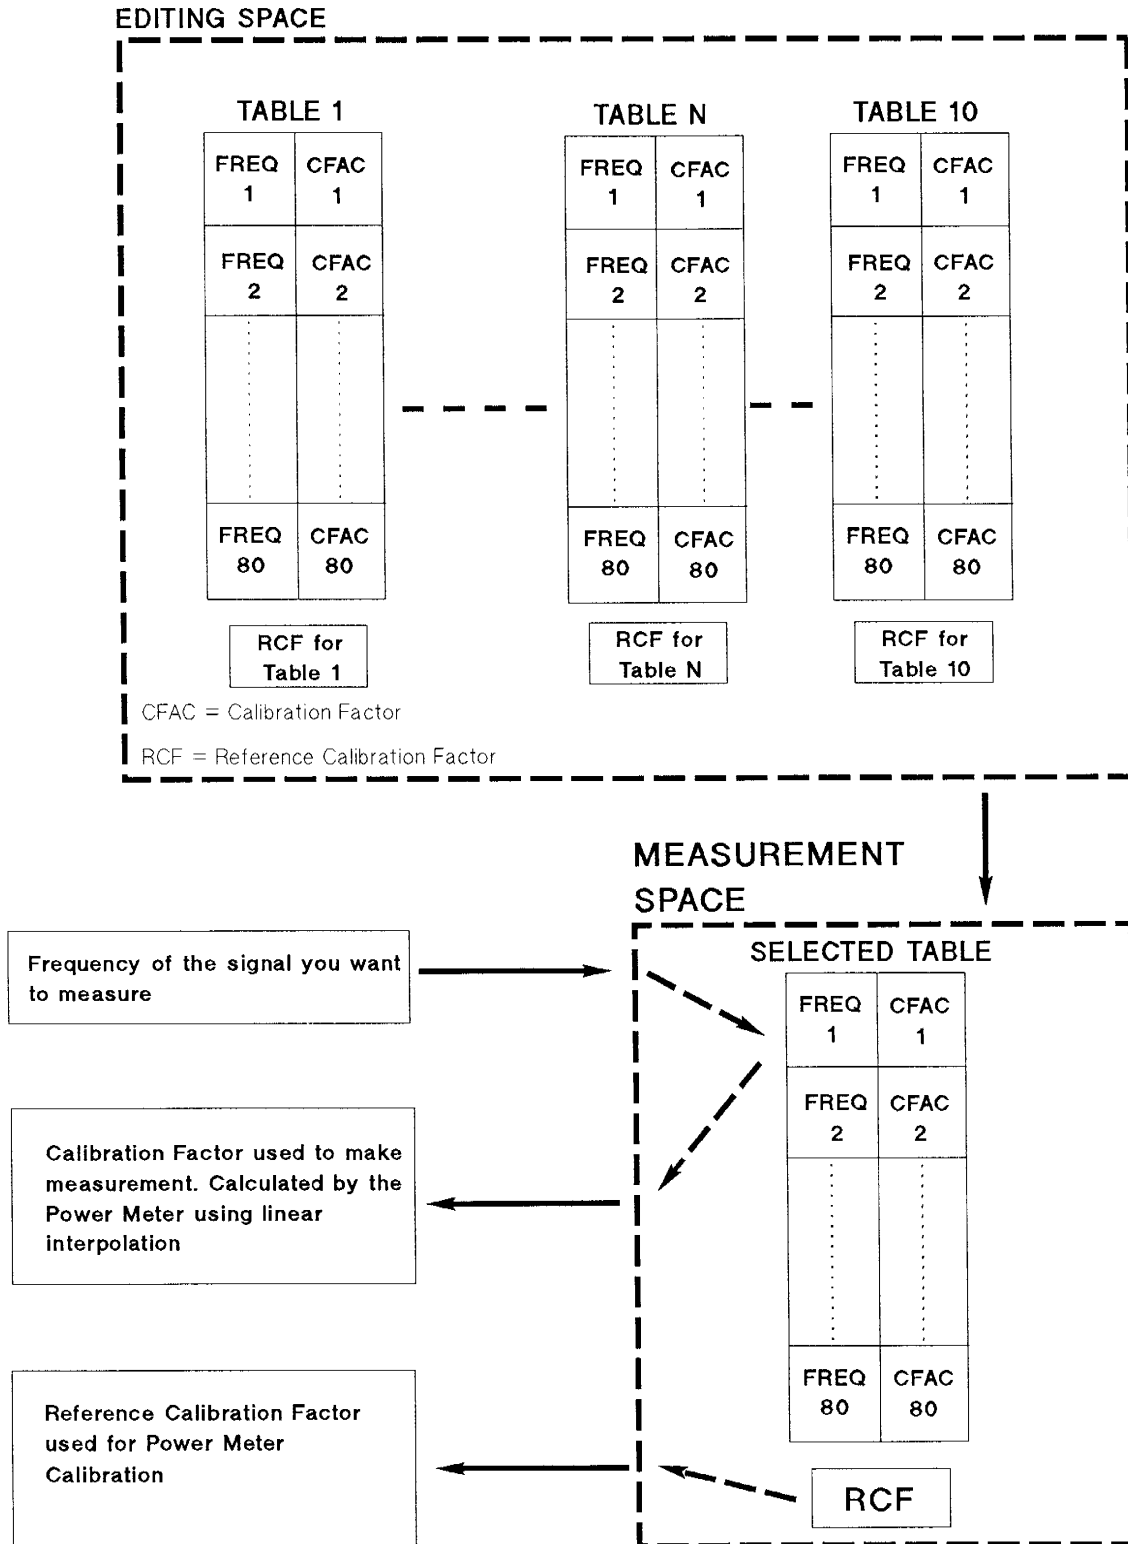 EDITING SPACE
TABLE 1
FREQ 1
CFAC 1
FREQ 2
CFAC 2
FREQ 80
CFAC 80
RCF for
Table 1
TABLE N
FREQ 1
CFAC 1
FREQ 2
CFAC 2
FREQ 80
CFAC 80
RCF for
Table N
TABLE 10
FREQ 1
CFAC 1
FREQ 2
CFAC 2
FREQ 80
CFAC 80
RCF for
Table 10
CFAC = Calibration Factor
RCF = Reference Calibration Factor
MEASUREMENT
SPACE
Frequency of the signal you want
to measure
Calibration Factor used to make
measurement. Calculated by the
Power Meter using linear
interpolation
Reference Calibration Factor
used for Power Meter
Calibration
SELECTED TABLE
FREQ 1
CFAC 1
FREQ 2
CFAC 2
FREQ 80
CFAC 80
RCF